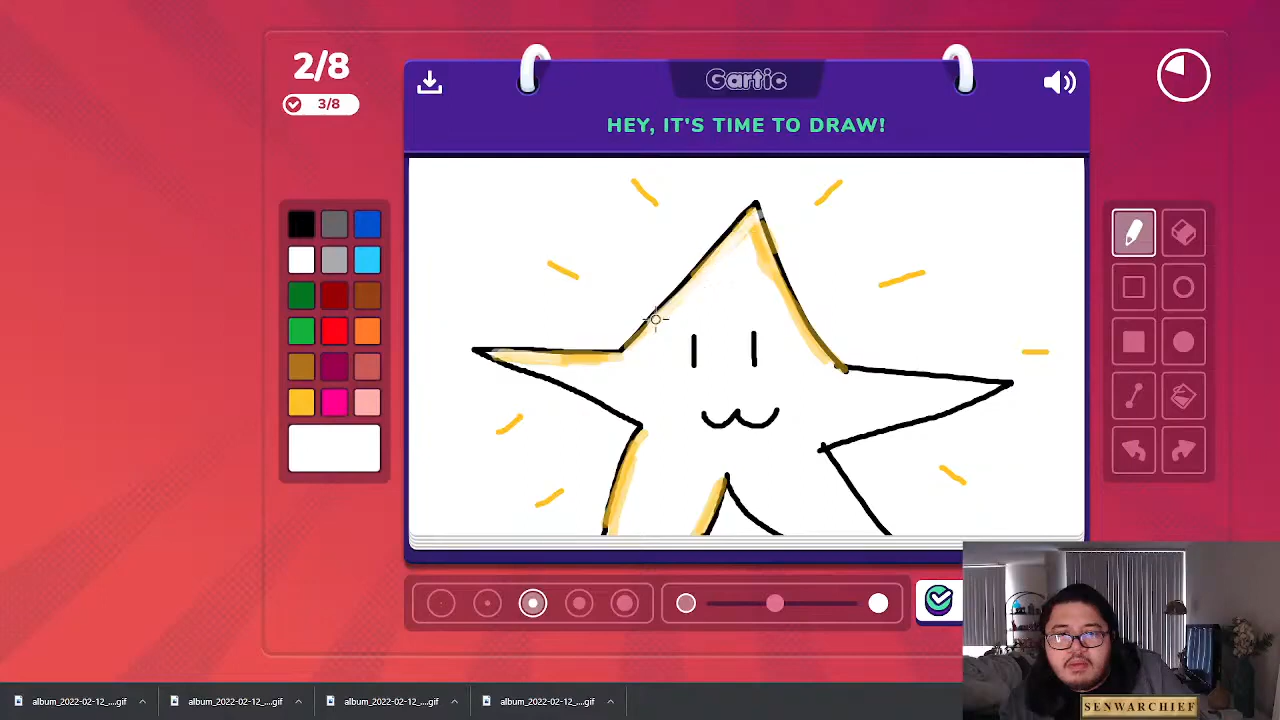 2/8
3/8
Gartic
HEY, IT'S TIME TO DRAW!
album_2022-02-12_....gif
album_2022-02-12_....gif
album_2022-02-12_....gif
album_2022-02-12_....gif
SENWARCHIEF